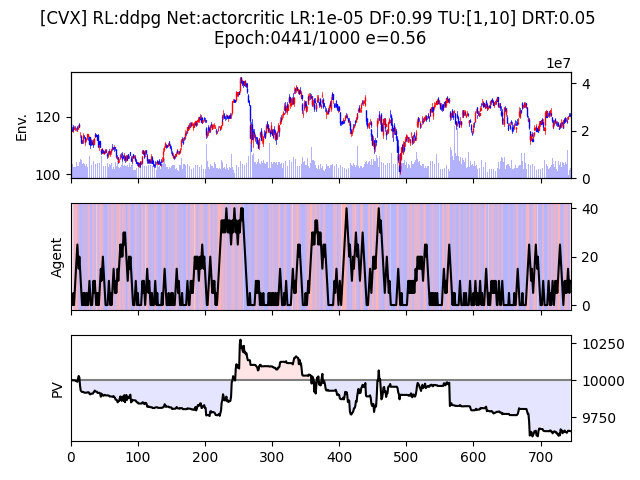 [CVX] RL:ddpg Net:actorcritic LR:1e-05 DF:0.99 TU:[1,10] DRT:0.05
Epoch:0441/1000 e=0.56
1e7
Env.
120
100
4
2
0
Agent
40
20
0
PV
10250
10000
9750
0 100 200 300 400 500 600 700